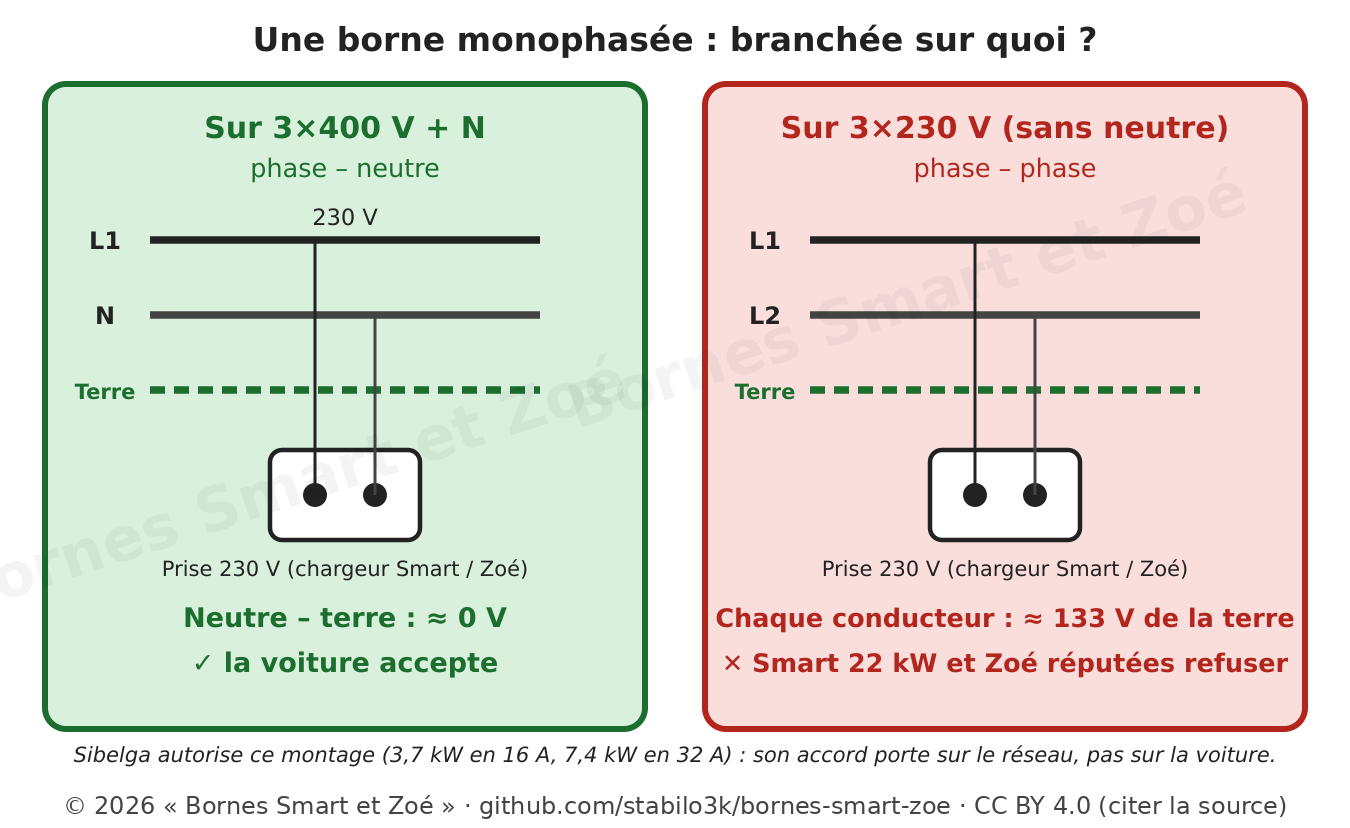 Une borne monophasée : branchée sur quoi ?
Sur 3×400 V + N
phase – neutre
230 V
L1
N
Terre
Prise 230 V (chargeur Smart / Zoé)
Neutre – terre : ≈ 0 V
✓ la voiture accepte
Sur 3×230 V (sans neutre)
phase – phase
L1
L2
Terre
Prise 230 V (chargeur Smart / Zoé)
Chaque conducteur : ≈ 133 V de la terre
✕ Smart 22 kW et Zoé réputées refuser
Bornes Smart et Zoé
Bornes Smart et Zoé
Sibelga autorise ce montage (3,7 kW en 16 A, 7,4 kW en 32 A) : son accord porte sur le réseau, pas sur la voiture.
© 2026 « Bornes Smart et Zoé » · github.com/stabilo3k/bornes-smart-zoe · CC BY 4.0 (citer la source)